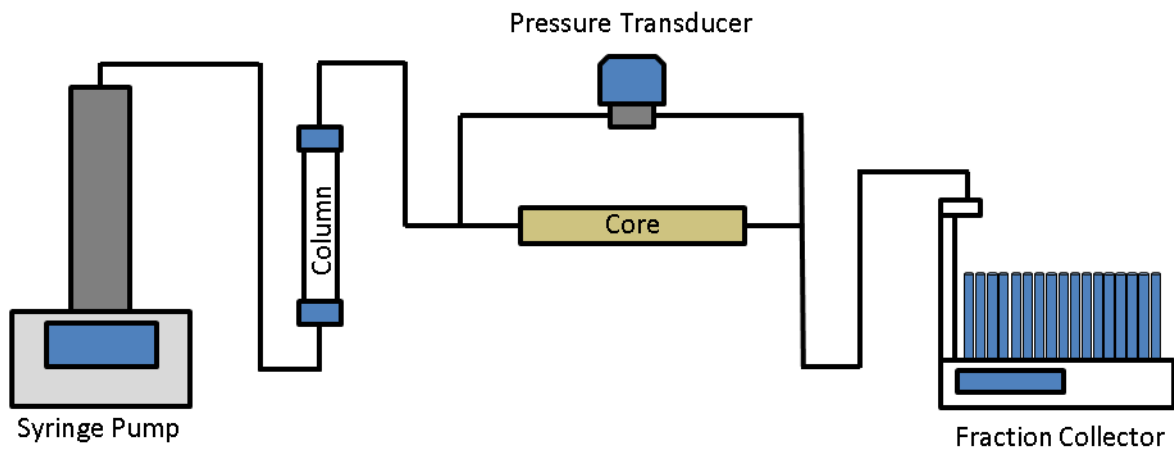 Pressure Transducer
Column
Core
Syringe Pump
Fraction Collector